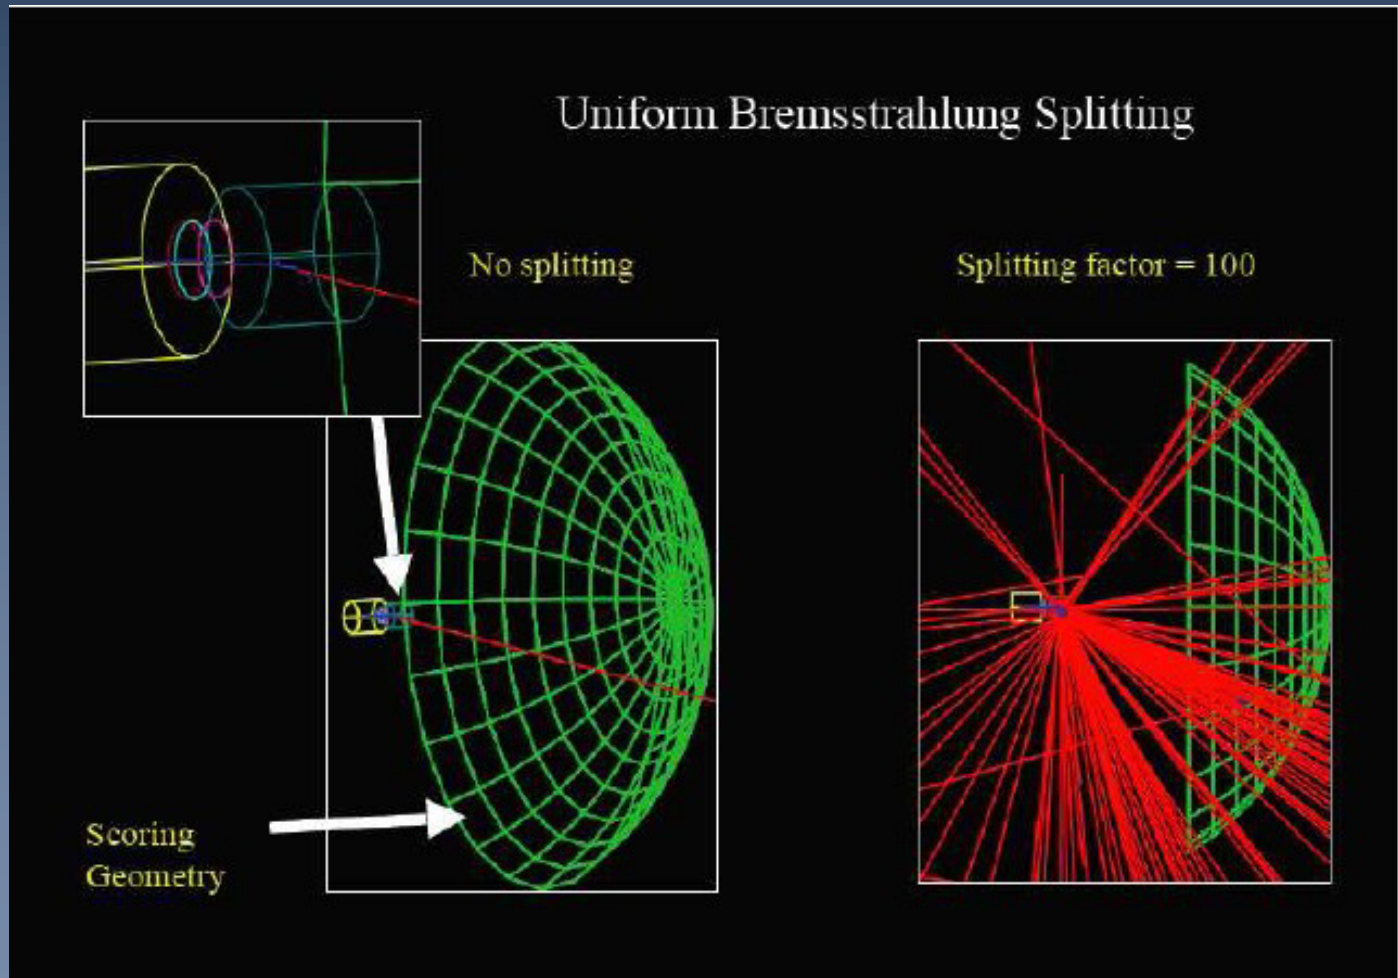 Uniform Bremsstrahlung Splitting
No splitting
Splitting factor = 100
Scoring
Geometry